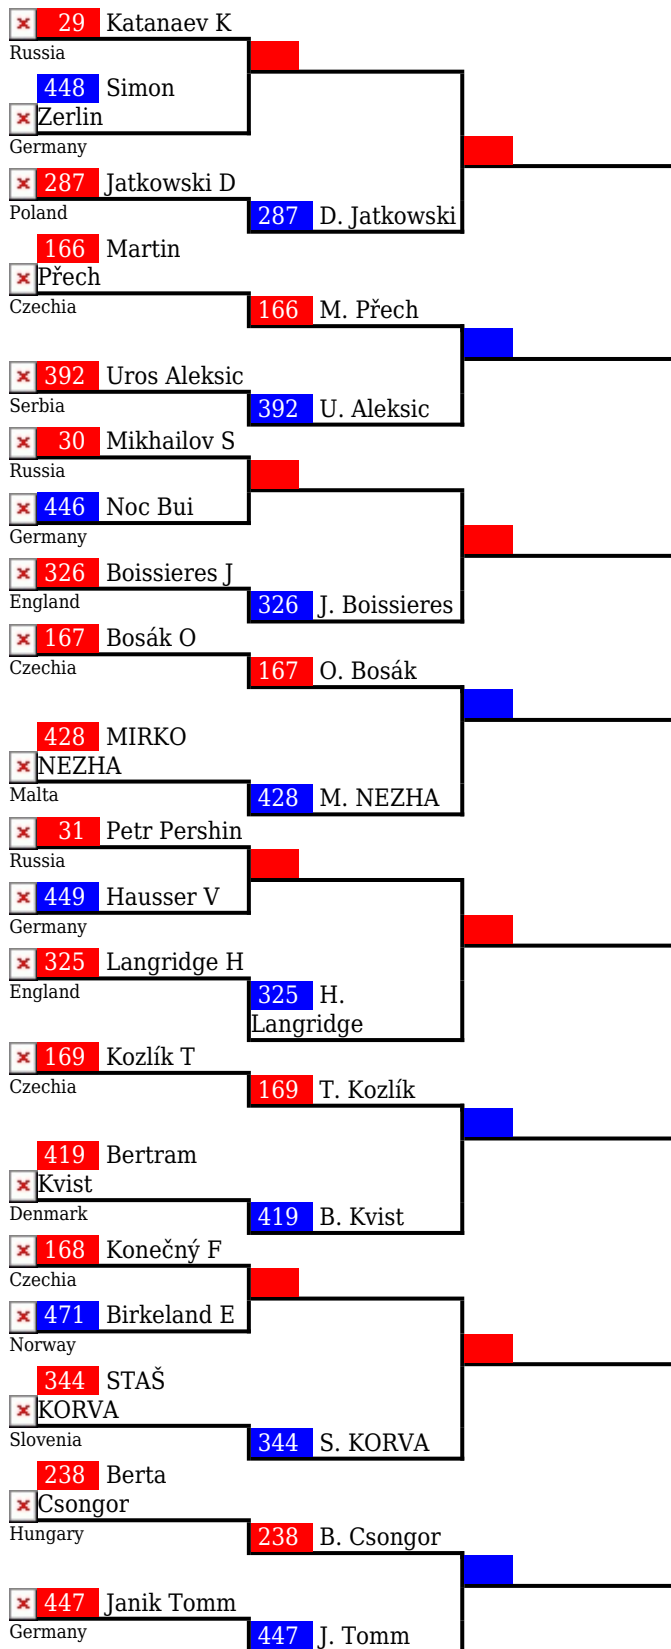 29 Katanaev K
Russia
448 Simon
Zerlin
Germany
287 Jatkowski D
Poland
287 D. Jatkowski
166 Martin
Přech
Czechia
166 M. Přech
392 Uros Aleksic
Serbia
392 U. Aleksic
30 Mikhailov S
Russia
446 Noc Bui
Germany
326 Boissieres J
England
326 J. Boissieres
167 Bosák O
Czechia
167 O. Bosák
428 MIRKO
NEZHA
Malta
428 M. NEZHA
31 Petr Pershin
Russia
449 Hausser V
Germany
325 Langridge H
England
325 H.
Langridge
169 Kozlík T
Czechia
169 T. Kozlík
419 Bertram
Kvist
Denmark
419 B. Kvist
168 Konečný F
Czechia
471 Birkeland E
Norway
344 STAŠ
KORVA
Slovenia
344 S. KORVA
238 Berta
Csongor
Hungary
238 B. Csongor
447 Janik Tomm
Germany
447 J. Tomm